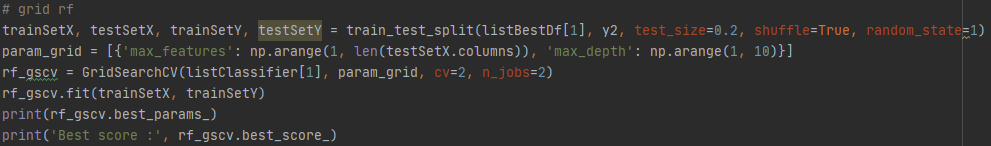 # grid rf
trainSetX, testSetX, trainSetY, testSetY = train_test_split(listBestDf[1], y2, test_size=0.2, shuffle=True, random_state=1)
param_grid = [{'max_features': np.arange(1, len(testSetX.columns)), 'max_depth': np.arange(1, 10)}]
rf_gscv = GridSearchCV(listClassifier[1], param_grid, cv=2, n_jobs=2)
rf_gscv.fit(trainSetX, trainSetY)
print(rf_gscv.best_params_)
print('Best score :', rf_gscv.best_score_)